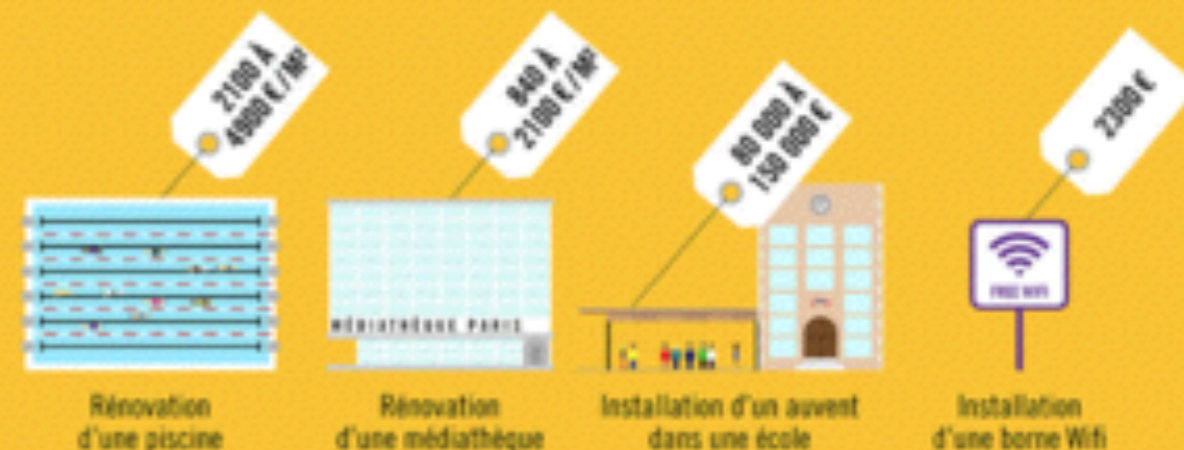 2100 À
4900 €/M²
840 À
2100 €/M²
80 000 À
150 000 €
2300 €
MÉDIATHÈQUE PARIS
FREE WIFI
Rénovation
d'une piscine
Rénovation
d'une médiathèque
Installation d'un auvent
dans une école
Installation
d'une borne Wifi